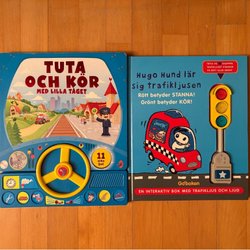 TUTA
OCH KÖR
MED LILLA TÅGET
11
Hugo Hund lär
sig trafikljusen
Rött betyder STANNA!
Grönt betyder KÖR!
EN INTERAKTIV BOK MED TRAFIKLJUS OCH LJUD